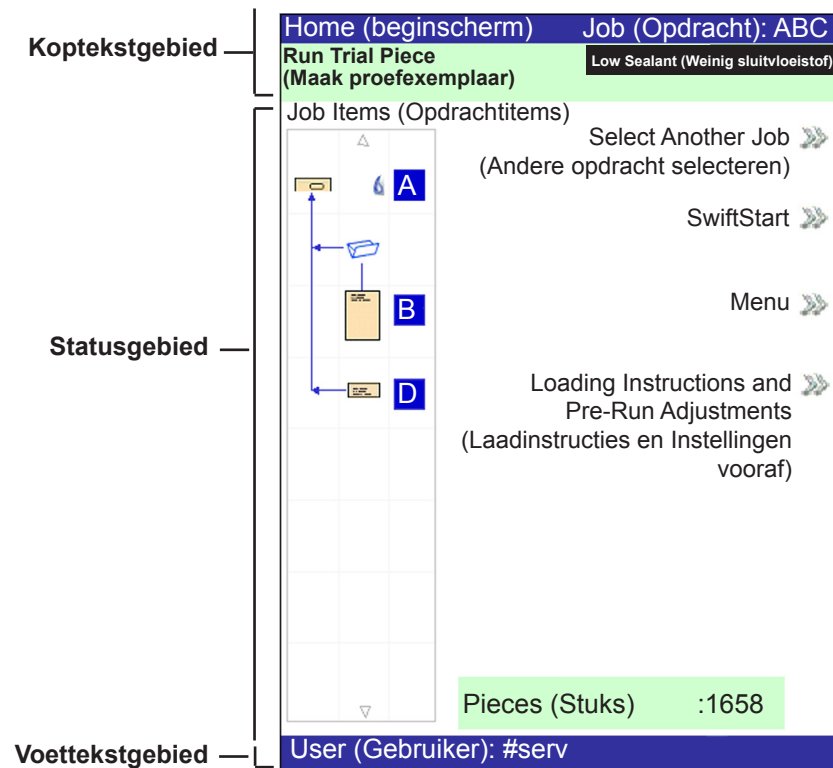 Koptekstgebied
Home (beginscherm) Job (Opdracht): ABC
Run Trial Piece
(Maak proefexemplaar)
Low Sealant (Weinig sluitvloeistof)
Statusgebied
Job Items (Opdrachtitems)
A
B
D
Select Another Job
(Andere opdracht selecteren)
SwiftStart
Menu
Loading Instructions and
Pre-Run Adjustments
(Laadinstructies en Instellingen
vooraf)
Pieces (Stuks) :1658
Voettekstgebied
User (Gebruiker): #serv